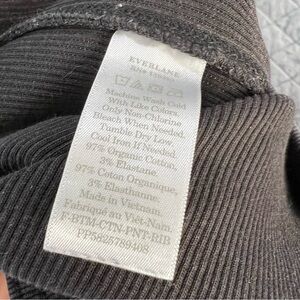 EVERLANE
Machine Wash Cold
With Like Colors.
Only Non-Chlorine
Bleach When Needed.
Tumble Dry Low.
Cool Iron If Needed.
97% Organic Cotton,
3% Elastane.
97% Coton Organique,
3% Elasthanne.
Made in Vietnam.
Fabriqué au Viêt-Nam.
F-BTM-CTN-PNT-RIB
PP5825789408